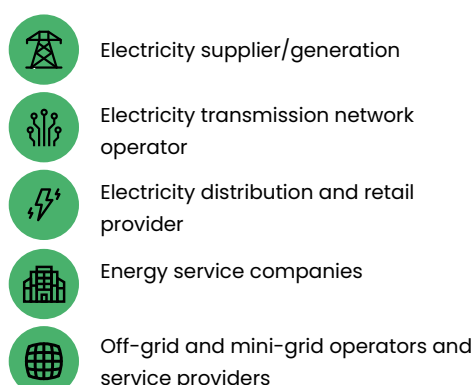 Electricity supplier/generation
Electricity transmission network
operator
Electricity distribution and retail
provider
Energy service companies
Off-grid and mini-grid operators and
service providers